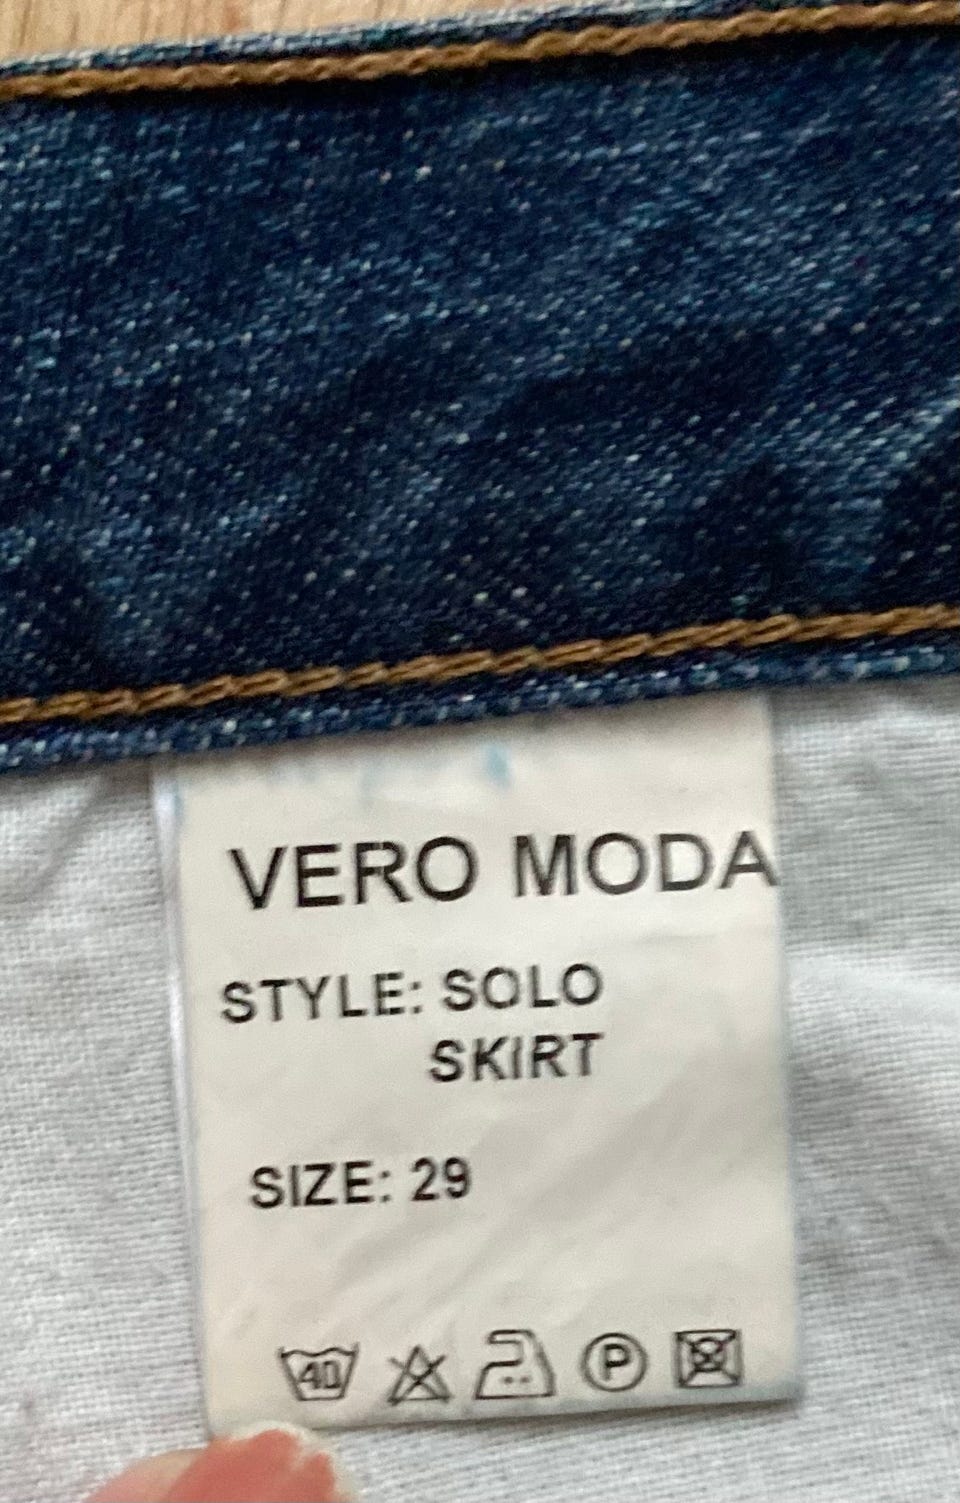 VERO MODA
STYLE: SOLO
SKIRT
SIZE: 29
40 P